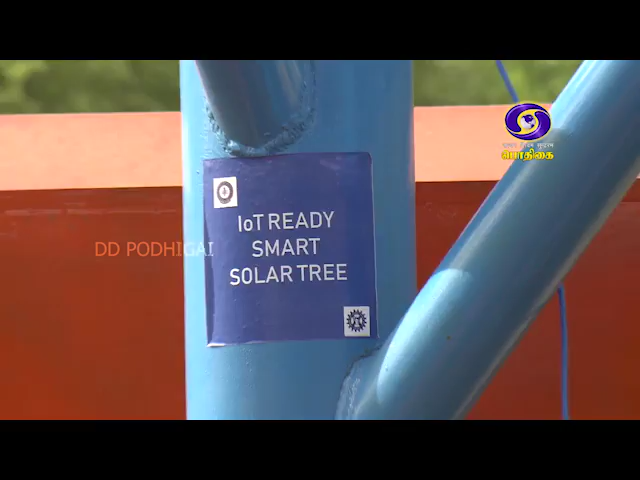 பொதிகை
DD PODHIGAI
IoT READY
SMART
SOLAR TREE